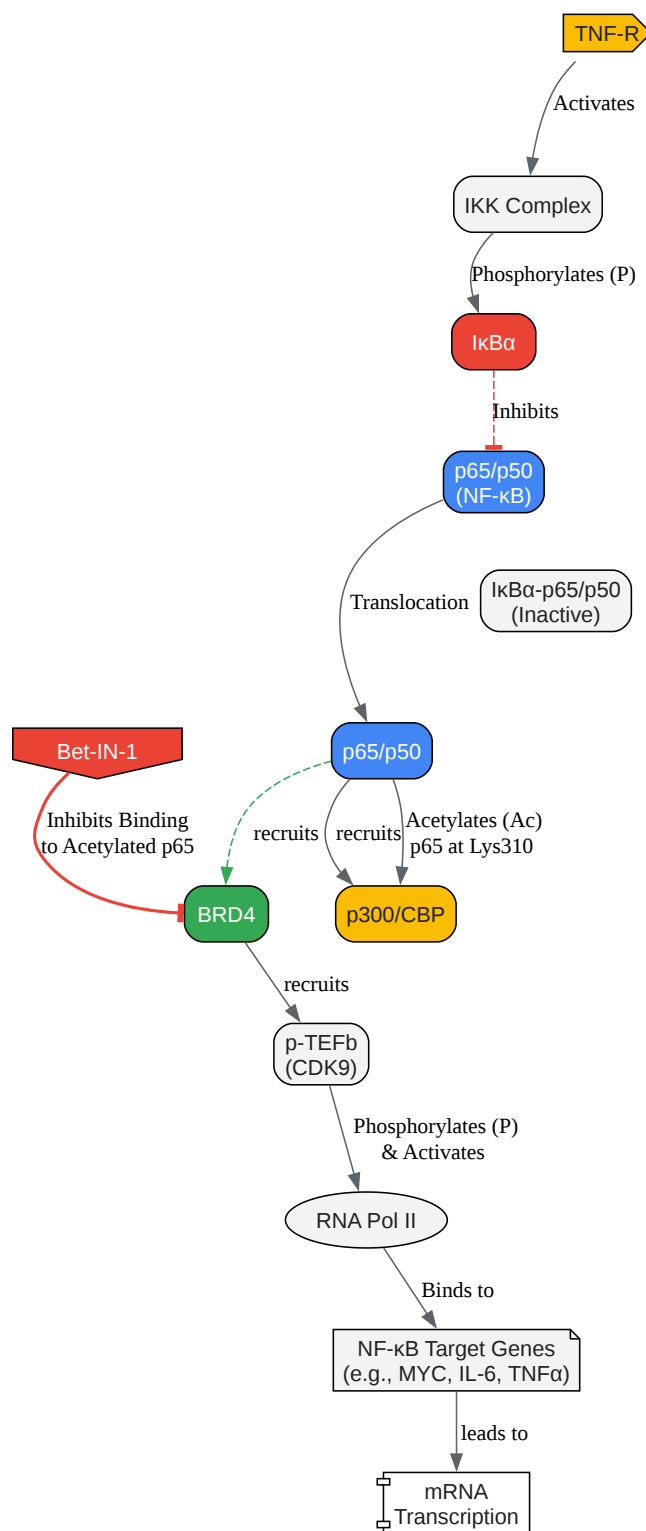 TNF-R
Activates
IKK Complex
Phosphorylates (P)
IκBα
Inhibits
p65/p50
(NF-κB)
Translocation
IκBα-p65/p50
(Inactive)
Bet-IN-1
p65/p50
Inhibits Binding
to Acetylated p65
recruits
recruits
Acetylates (Ac)
p65 at Lys310
BRD4
p300/CBP
recruits
p-TEFb
(CDK9)
Phosphorylates (P)
& Activates
RNA Pol II
Binds to
NF-κB Target Genes
(e.g., MYC, IL-6, TNFα)
leads to
mRNA
Transcription